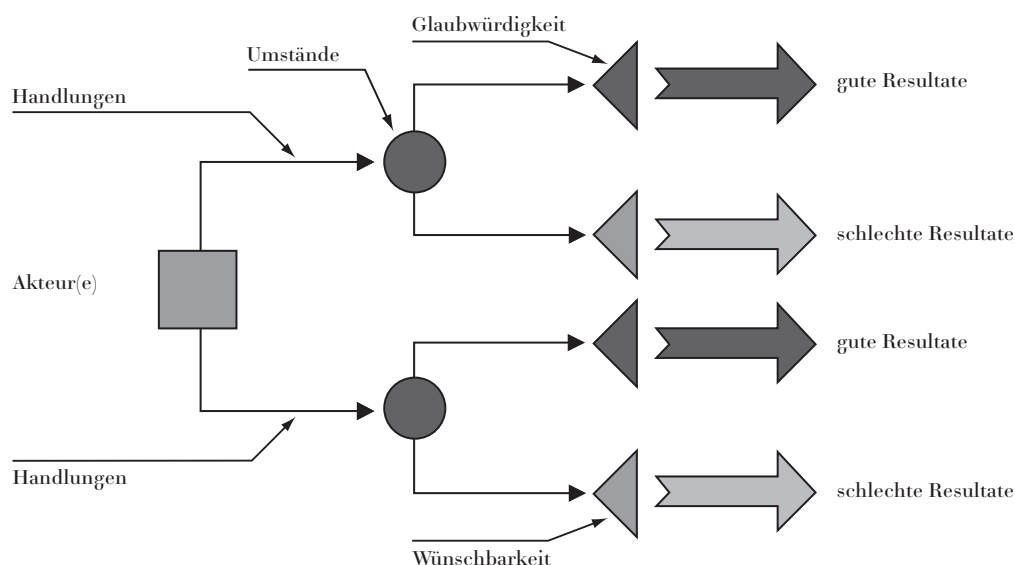 Glaubwürdigkeit
Umstände
Handlungen
gute Resultate
schlechte Resultate
Akteur(e)
gute Resultate
Handlungen
schlechte Resultate
Wünschbarkeit